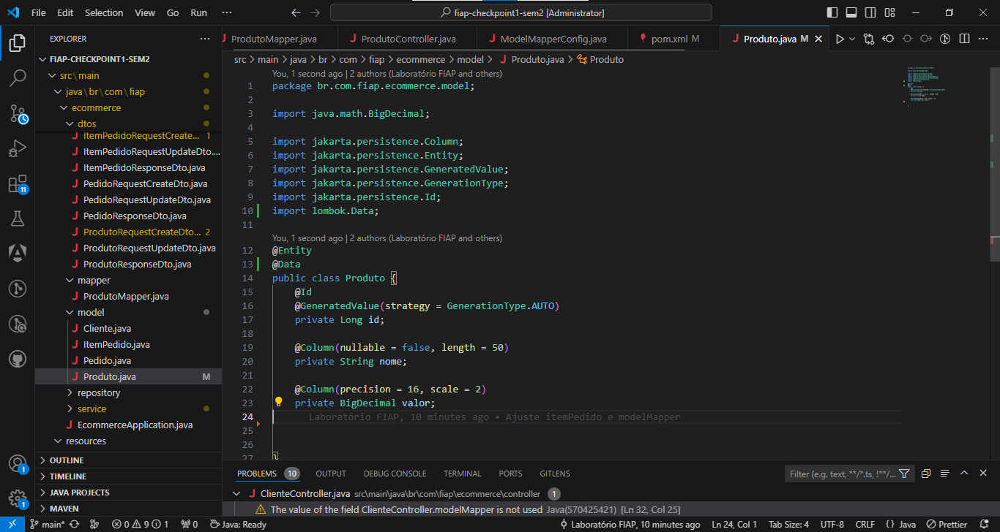 File Edit Selection View Go Run ··· fiap-checkpoint1-sem2 [Administrator]
EXPLORER ···
FIAP-CHECKPOINT1-SEM2
src\main
java\br\com\fiap
ecommerce
dtos
ItemPedidoRequestCreate... 1
ItemPedidoRequestUpdateDto....
ItemPedidoResponseDto.java
PedidoRequestCreateDto.java
PedidoRequestUpdateDto.java
PedidoResponseDto.java
ProdutoRequestCreateDto... 2
ProdutoRequestUpdateDto.java
ProdutoResponseDto.java
mapper
ProdutoMapper.java
model
Cliente.java
ItemPedido.java
Pedido.java
Produto.java M
repository
service
EcommerceApplication.java
resources
OUTLINE
TIMELINE
JAVA PROJECTS
MAVEN
11
1
1
ProdutoMapper.java ProdutoController.java ModelMapperConfig.java pom.xml M Produto.java M
src > main > java > br > com > fiap > ecommerce > model > Produto.java > Produto
You, 1 second ago | 2 authors (Laboratório FIAP and others)
1 package br.com.fiap.ecommerce.model;
2
3 import java.math.BigDecimal;
4
5 import jakarta.persistence.Column;
6 import jakarta.persistence.Entity;
7 import jakarta.persistence.GeneratedValue;
8 import jakarta.persistence.GenerationType;
9 import jakarta.persistence.Id;
10 import lombok.Data;
11
You, 1 second ago | 2 authors (Laboratório FIAP and others)
12 @Entity
13 @Data
14 public class Produto {
15 @Id
16 @GeneratedValue(strategy = GenerationType.AUTO)
17 private Long id;
18
19 @Column(nullable = false, length = 50)
20 private String nome;
21
22 @Column(precision = 16, scale = 2)
23 private BigDecimal valor;
24 Laboratório FIAP, 10 minutes ago • Ajuste itemPedido e modelMapper
25
26
27 }
PROBLEMS 10 OUTPUT DEBUG CONSOLE TERMINAL PORTS GITLENS Filter (e.g. text, **/*.ts, !**/...
ClienteController.java src\main\java\br\com\fiap\ecommerce\controller 1
The value of the field ClienteController.modelMapper is not used Java(570425421) [Ln 32, Col 25]
main* 0 9 1 0 Java: Ready Laboratório FIAP, 10 minutes ago Ln 24, Col 1 Tab Size: 4 UTF-8 CRLF {} Java Prettier